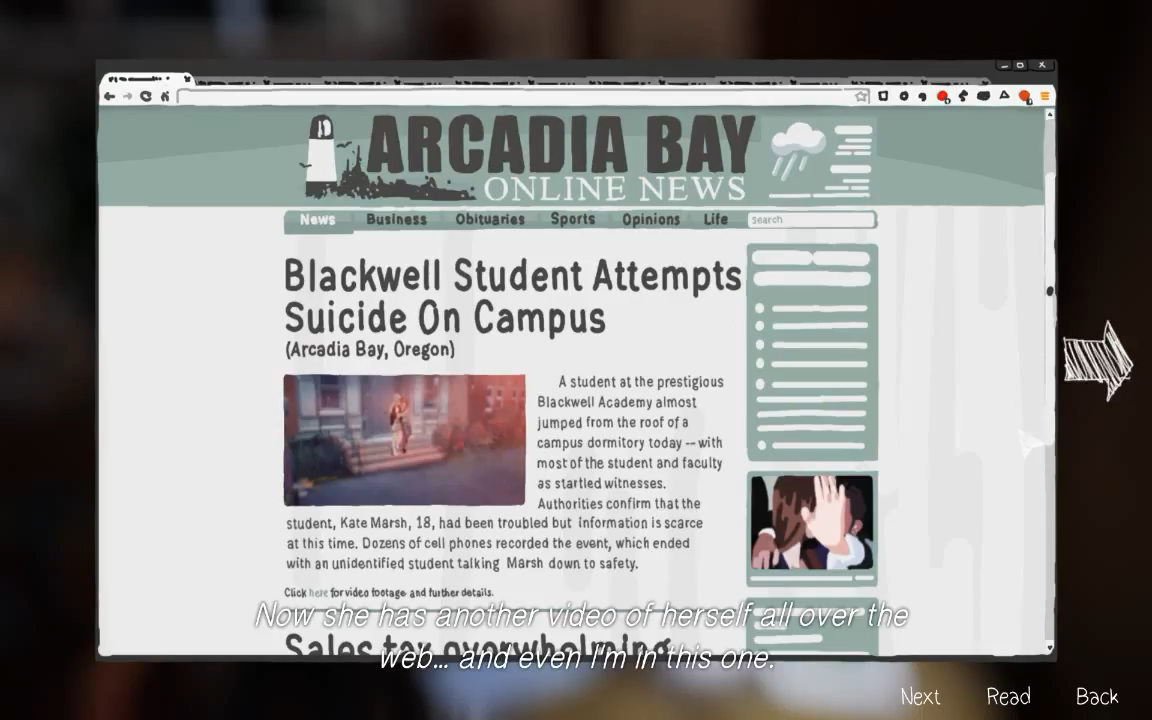 ARCADIA BAY
ONLINE NEWS
News Business Obituaries Sports Opinions Life search
Blackwell Student Attempts
Suicide On Campus
(Arcadia Bay, Oregon)
A student at the prestigious
Blackwell Academy almost
jumped from the roof of a
campus dormitory today -- with
most of the student and faculty
as startled witnesses.
Authorities confirm that the
student, Kate Marsh, 18, had been troubled but information is scarce
at this time. Dozens of cell phones recorded the event, which ended
with an unidentified student talking Marsh down to safety.
Click here for video footage and further details.
Now she has another video of herself all over the
Sales tax overwhelming
web... and even I'm in this one.
Next Read Back